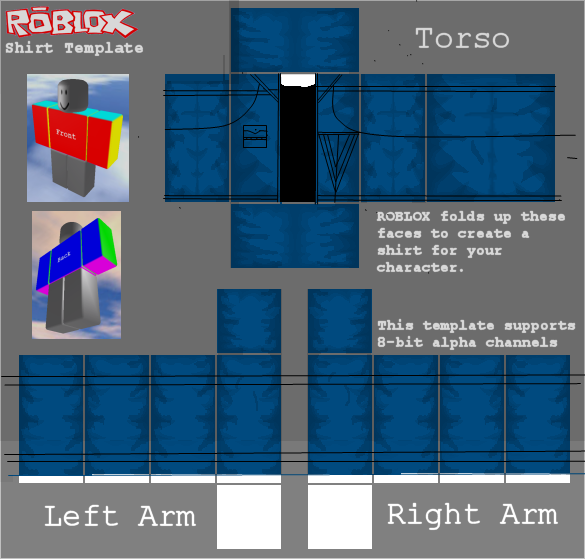 RŌBLOX
Shirt Template
Torso
Front
Back
ROBLOX folds up these
faces to create a
shirt for your
character.
This template supports
8-bit alpha channels
Left Arm
Right Arm